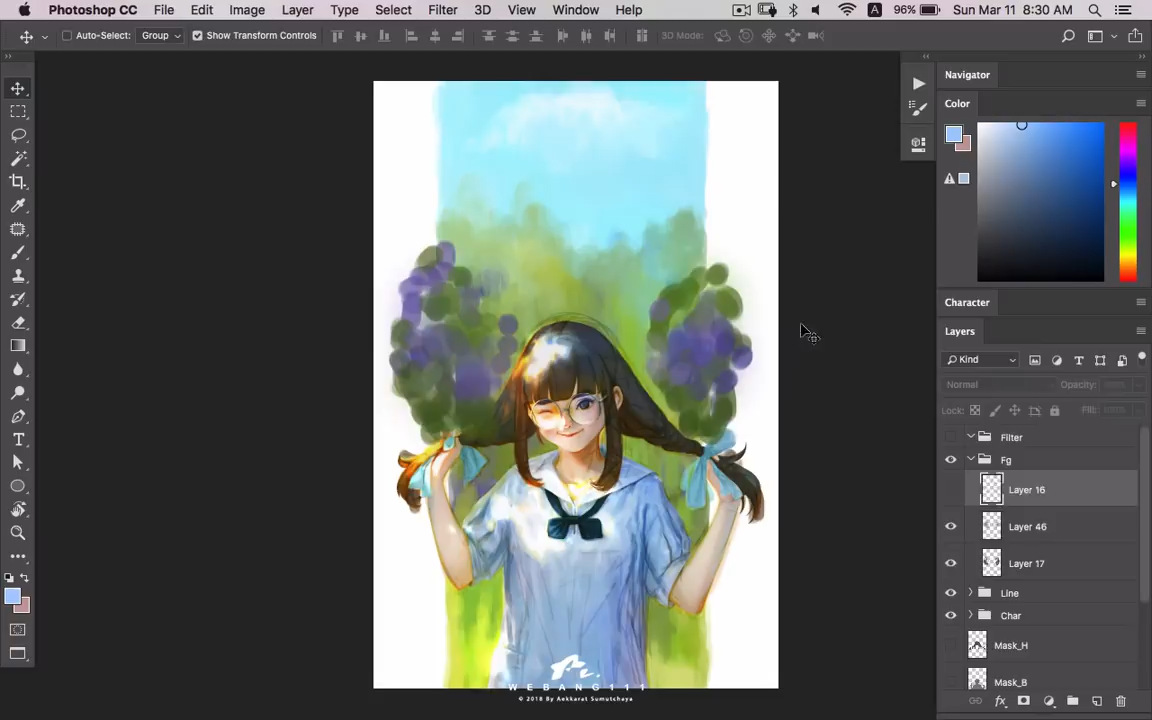 Photoshop CC File Edit Image Layer Type Select Filter 3D View Window Help 96% Sun Mar 11 8:30 AM
Auto-Select: Group Show Transform Controls 3D Mode:
Navigator
Color
Character
Layers
Kind
Normal Opacity:
Lock: Fill:
Filter
Fg
Layer 16
Layer 46
Layer 17
Line
Char
Mask_H
Mask_B
WEBANG111
© 2018 By Aekkarat Sumutchaya